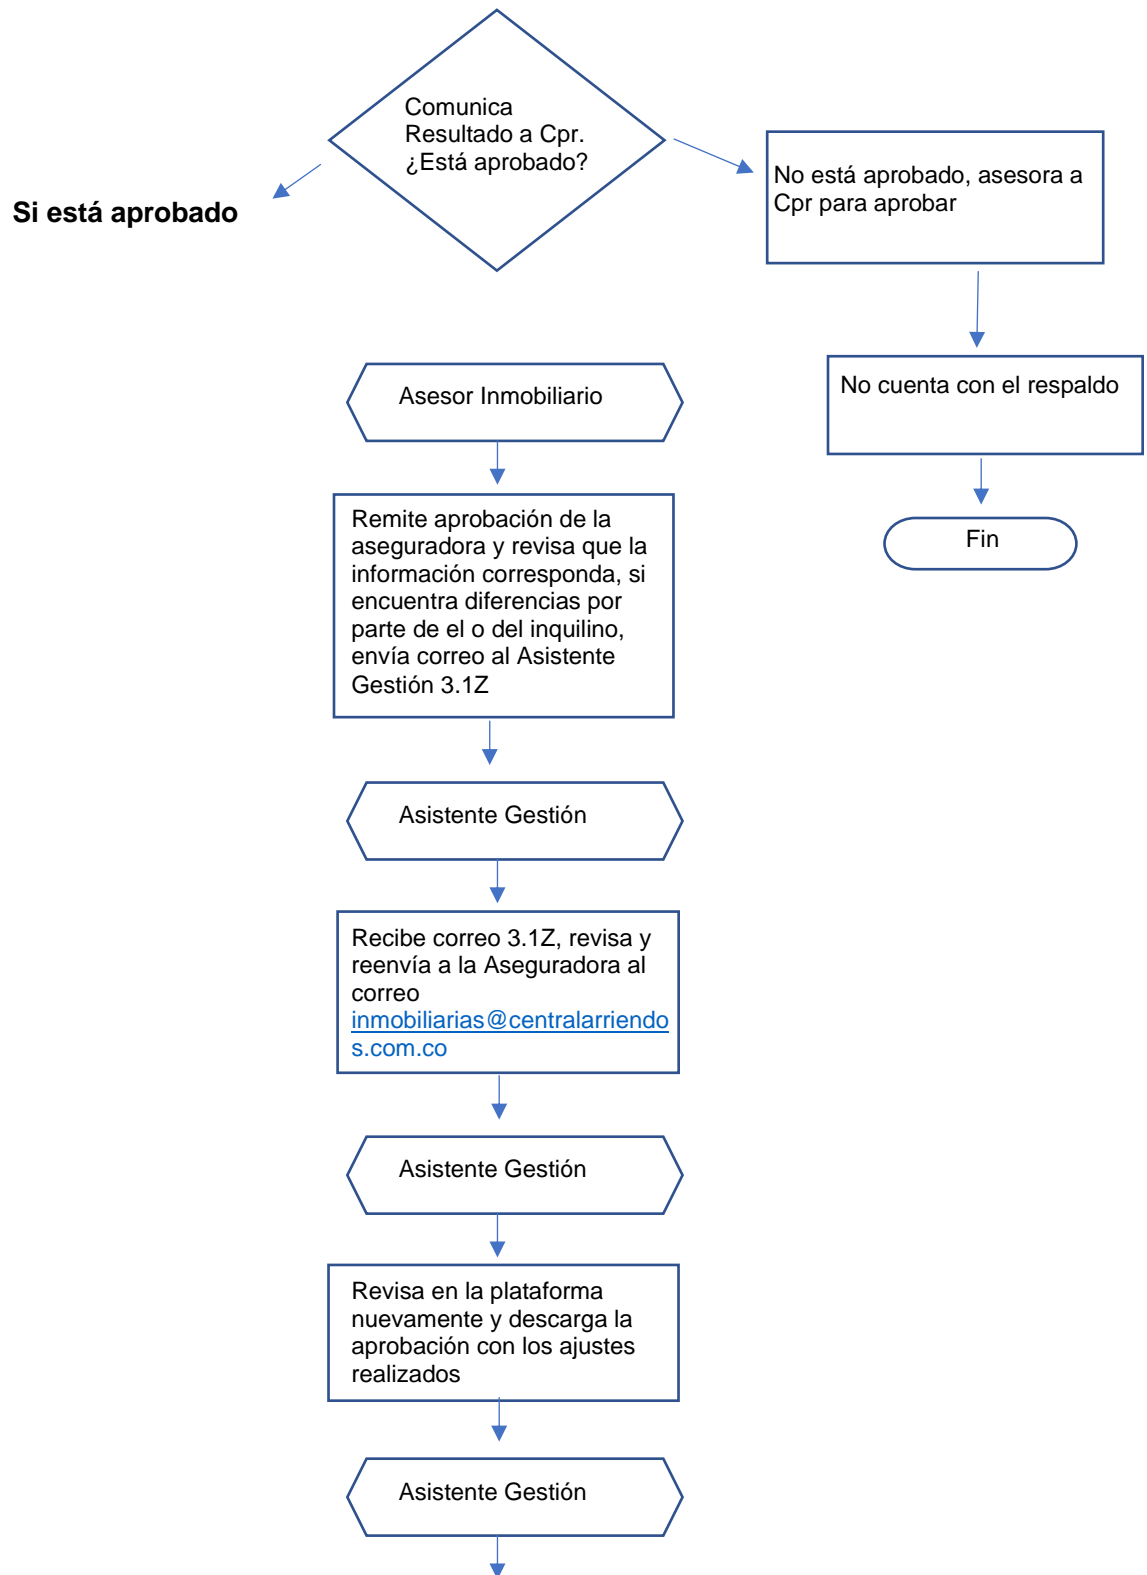 Comunica
Resultado a Cpr.
¿Está aprobado?
No está aprobado, asesora a
Cpr para aprobar
Si está aprobado
No cuenta con el respaldo
Fin
Asesor Inmobiliario
Remite aprobación de la
aseguradora y revisa que la
información corresponda, si
encuentra diferencias por
parte de el o del inquilino,
envía correo al Asistente
Gestión 3.1Z
Asistente Gestión
Recibe correo 3.1Z, revisa y
reenvía a la Aseguradora al
correo
inmobiliarias@centralarriendo
s.com.co
Asistente Gestión
Revisa en la plataforma
nuevamente y descarga la
aprobación con los ajustes
realizados
Asistente Gestión